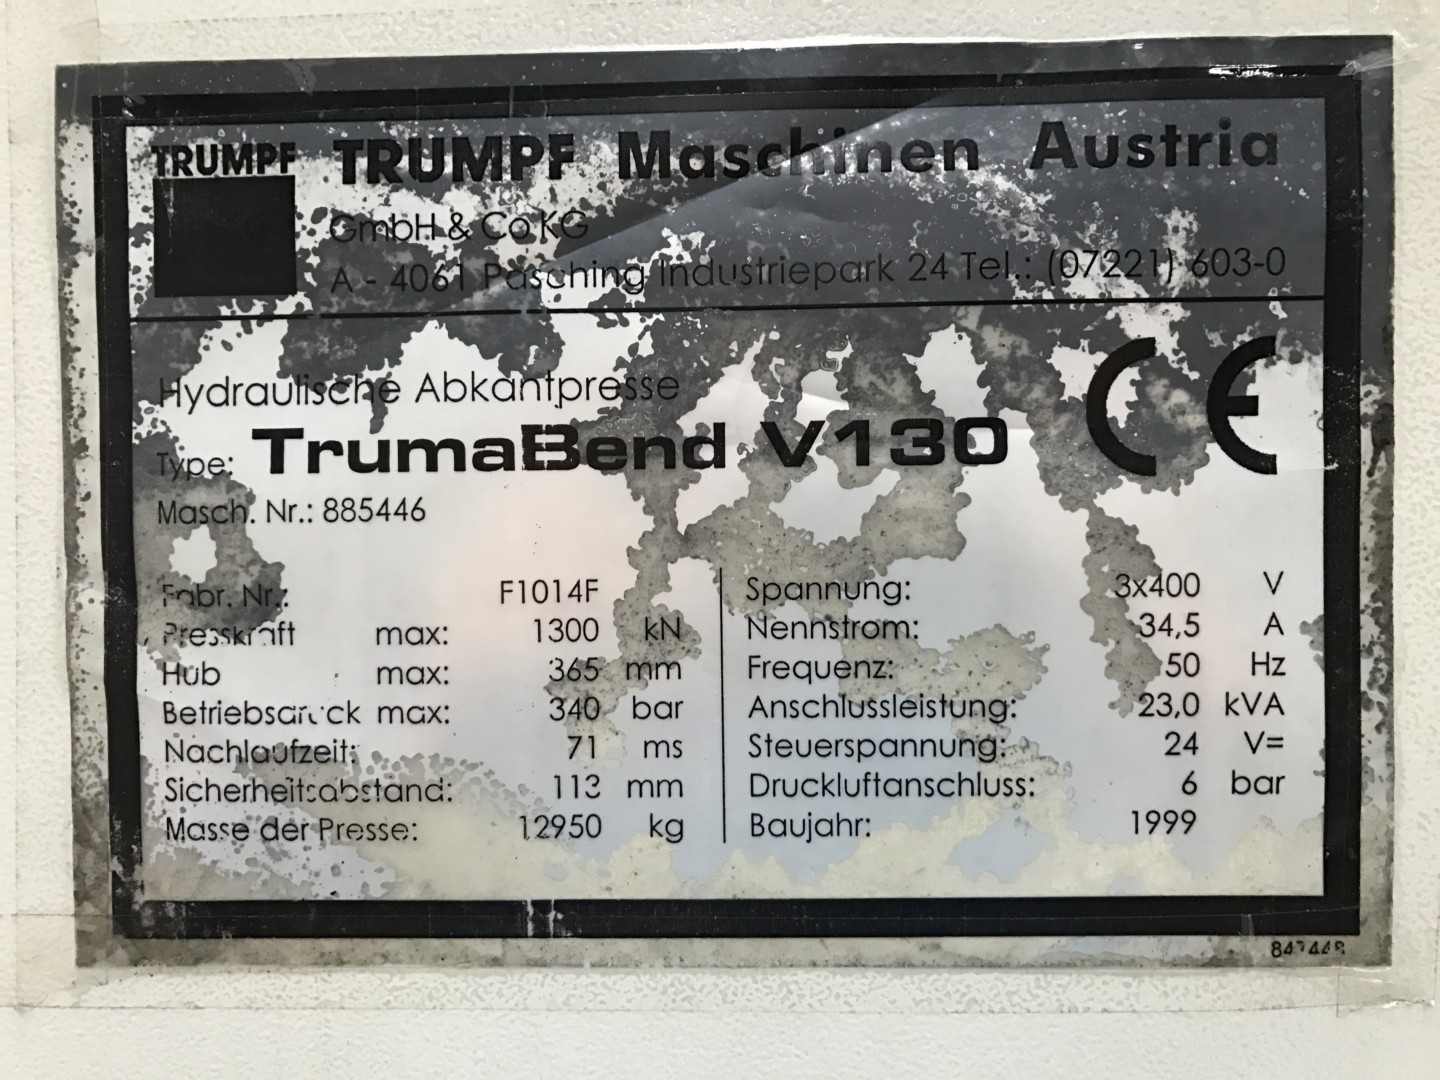 TRUMPF
TRUMPF Maschinen Austria
GmbH & Co KG
A - 4061 Pasching Industriepark 24 Tel.: (07221) 603-0
Hydraulische Abkantpresse
CE
Type: TrumaBend V130
Masch. Nr.: 885446
Fabr. Nr.: F1014F
Presskraft max: 1300 kN
Hub max: 365 mm
Betriebsdruck max: 340 bar
Nachlaufzeit: 71 ms
Sicherheitsabstand: 113 mm
Masse der Presse: 12950 kg
Spannung: 3x400 V
Nennstrom: 34,5 A
Frequenz: 50 Hz
Anschlussleistung: 23,0 kVA
Steuerspannung: 24 V=
Druckluftanschluss: 6 bar
Baujahr: 1999